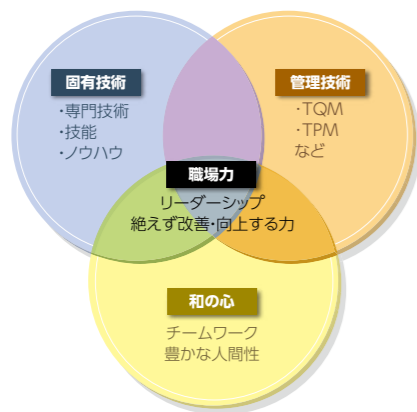 固有技術
・専門技術
・技能
・ノウハウ
管理技術
・TQM
・TPM
など
職場力
リーダーシップ
絶えず改善・向上する力
和の心
チームワーク
豊かな人間性